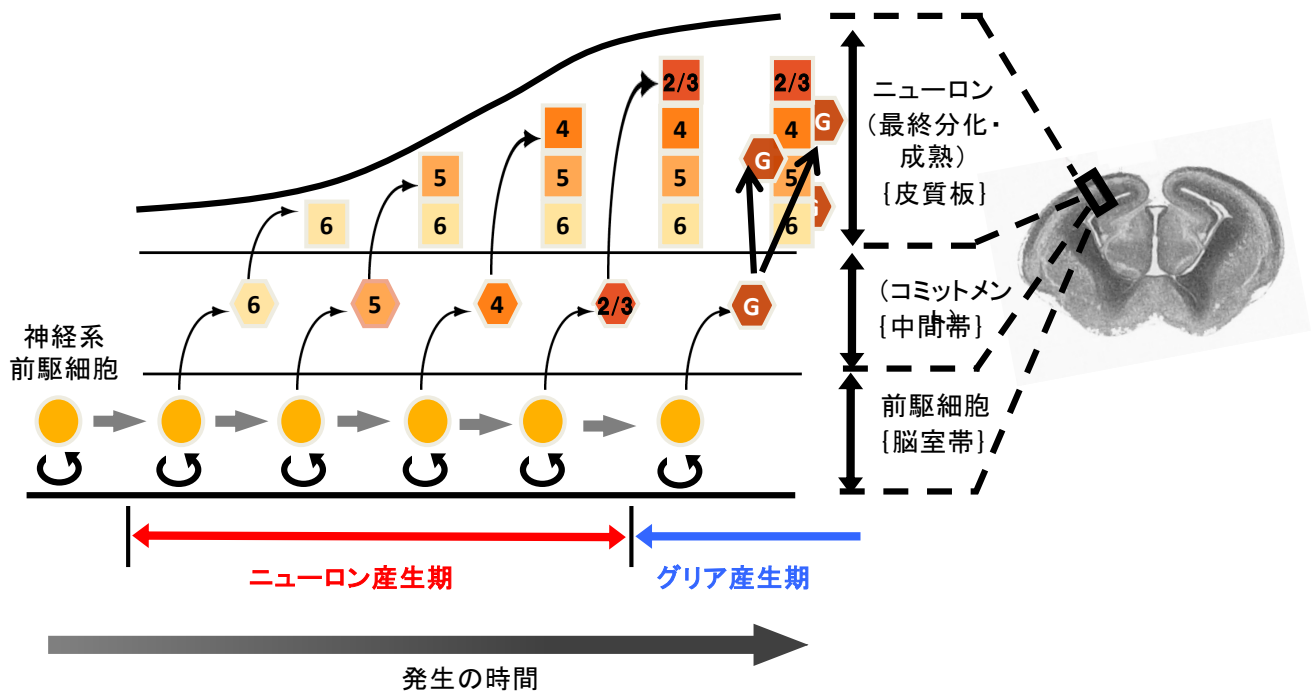 2/3
2/3
4
4
4
G
G
5
5
5
5
6
6
6
6
6
G
6
5
4
2/3
G
神経系
前駆細胞
ニューロン
(最終分化・
成熟)
{皮質板}
(コミットメント)
{中間帯}
前駆細胞
{脳室帯}
ニューロン産生期
グリア産生期
発生の時間